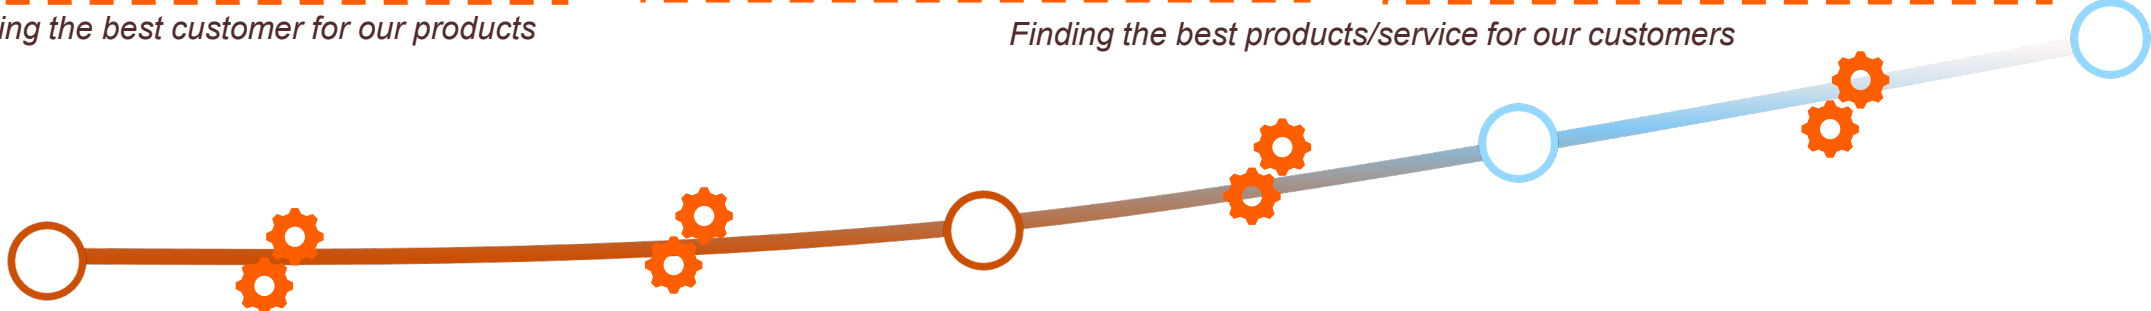 ing the best customer for our products
Finding the best products/service for our customers